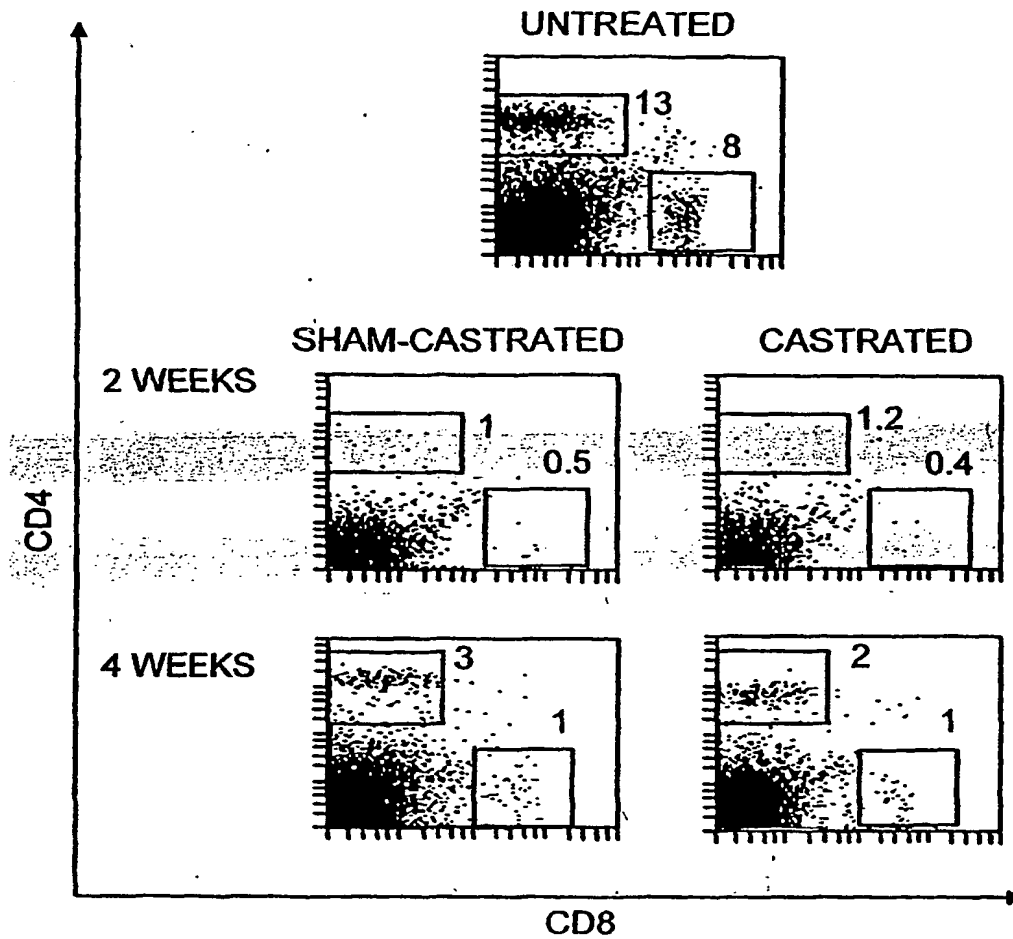 UNTREATED
13
8
SHAM-CASTRATED
CASTRATED
2 WEEKS
1
0.5
1.2
0.4
4 WEEKS
3
1
2
1
CD4
CD8